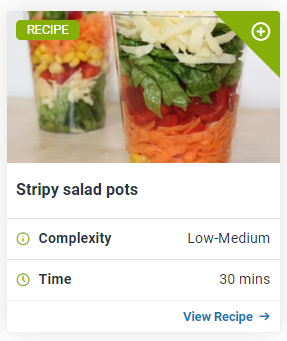 RECIPE
Stripy salad pots
Complexity Low-Medium
Time 30 mins
View Recipe →